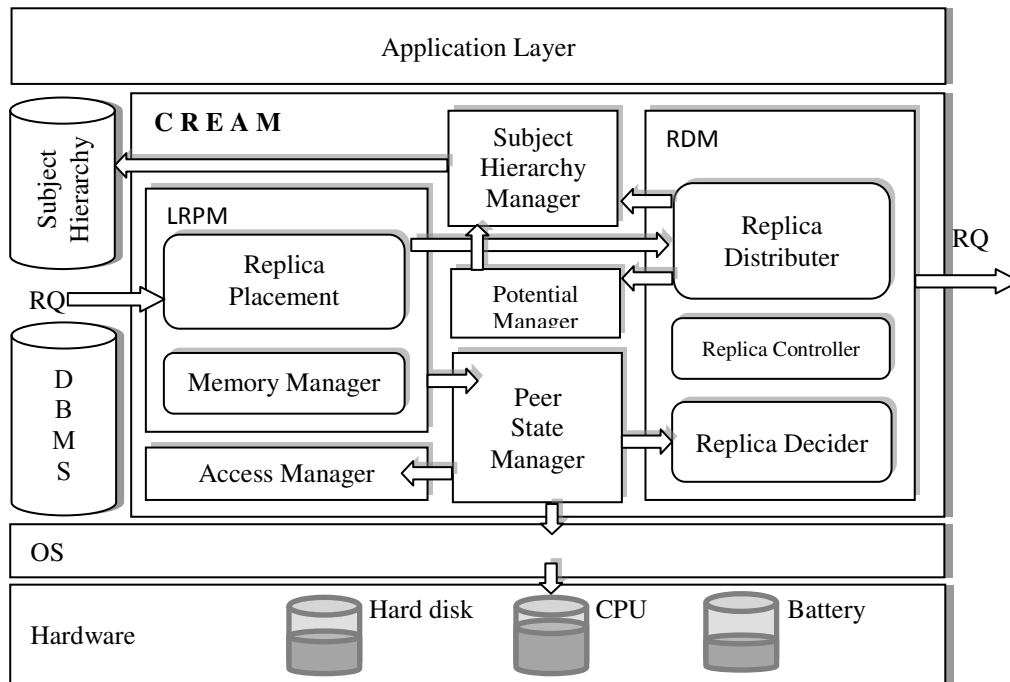 Application Layer
C R E A M
Subject
Hierarchy
Subject
Hierarchy
Manager
RDM
LRPM
Replica
Placement
Replica
Distributer
RQ
RQ
Potential
Manager
Replica Controller
D
B
M
S
Memory Manager
Peer
State
Manager
Replica Decider
Access Manager
OS
Hard disk
CPU
Battery
Hardware